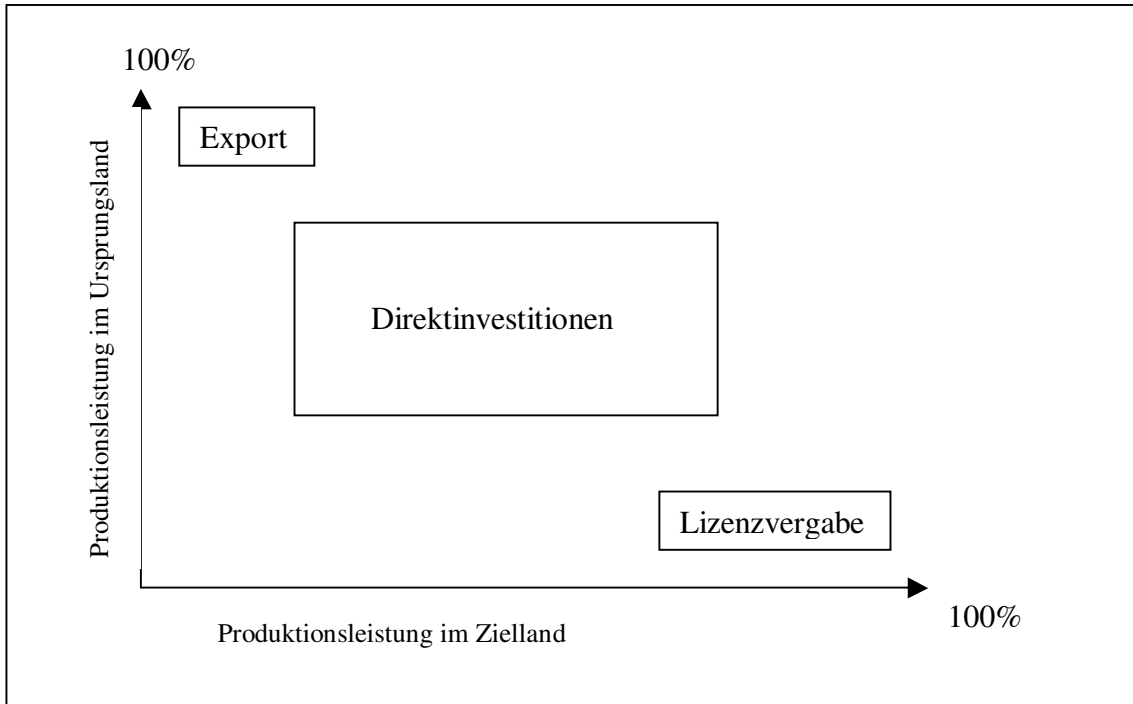 100%
Export
Produktionsleistung im Ursprungsland
Direktinvestitionen
Lizenzvergabe
100%
Produktionsleistung im Zielland